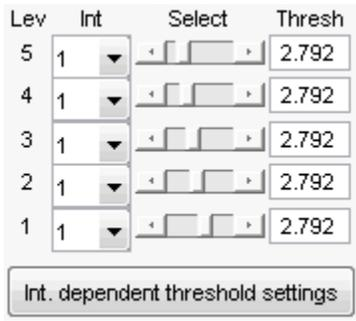 Lev Int Select Thresh
5 1 2.792
4 1 2.792
3 1 2.792
2 1 2.792
1 1 2.792
Int. dependent threshold settings